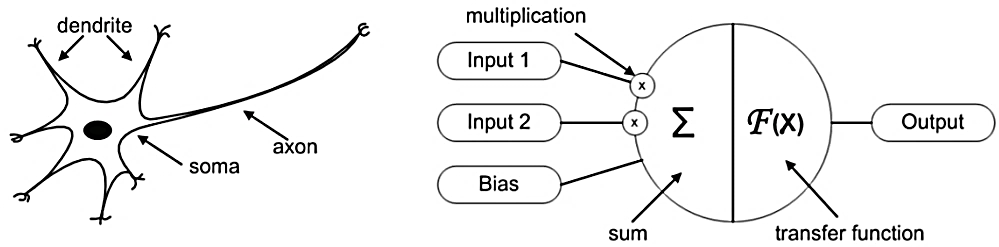 dendrite
axon
soma
multiplication
Input 1
x
Input 2
x
Bias
Σ
ℱ(X)
Output
sum
transfer function